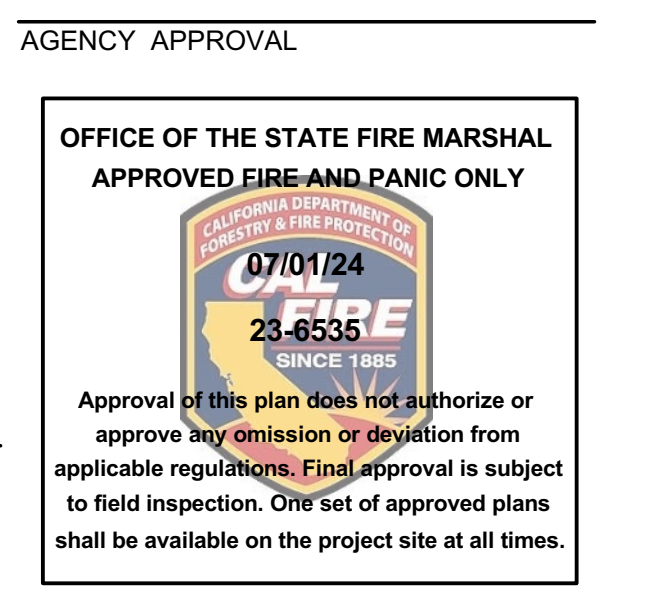 AGENCY APPROVAL
OFFICE OF THE STATE FIRE MARSHAL
APPROVED FIRE AND PANIC ONLY
CALIFORNIA DEPARTMENT OF
FORESTRY & FIRE PROTECTION
07/01/24
CAL
FIRE
23-6535
SINCE 1885
Approval of this plan does not authorize or
approve any omission or deviation from
applicable regulations. Final approval is subject
to field inspection. One set of approved plans
shall be available on the project site at all times.